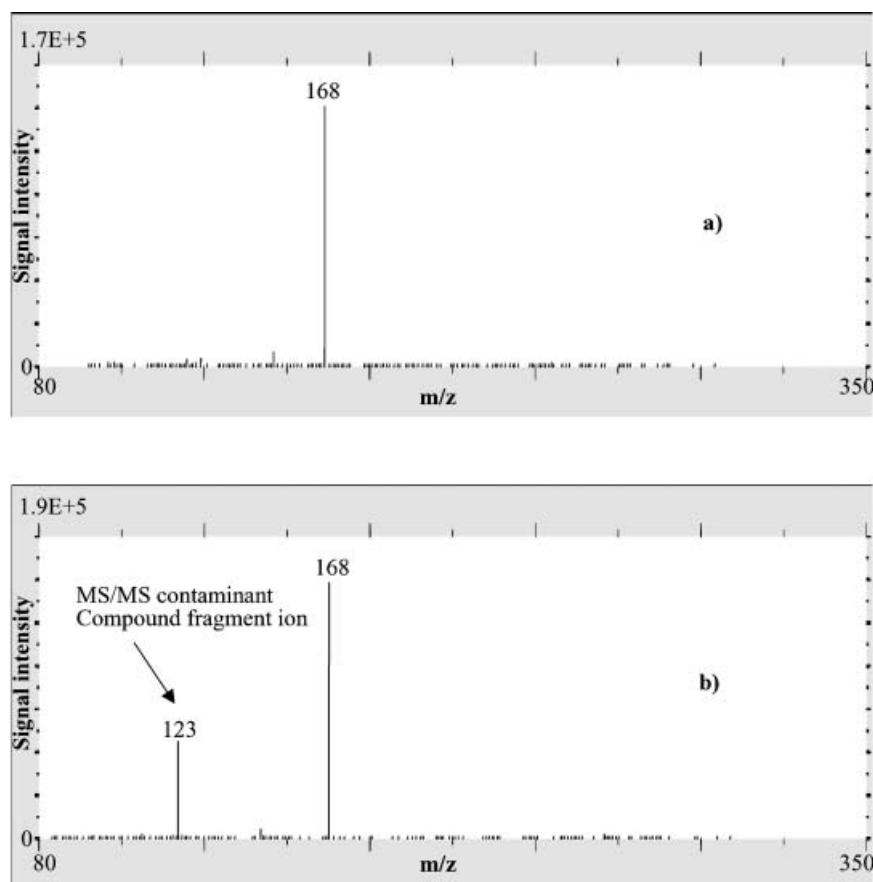 1.7E+5
168
Signal intensity
a)
0
80
m/z
350
1.9E+5
168
MS/MS contaminant
Compound fragment ion
Signal intensity
b)
123
0
80
m/z
350